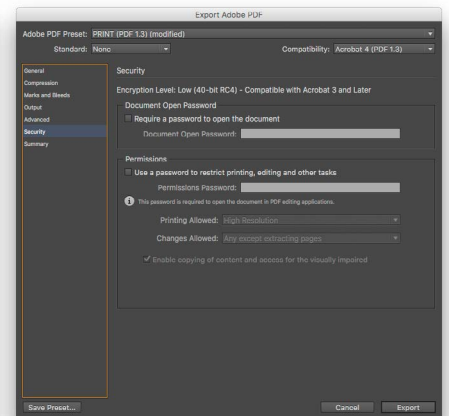 Export Adobe PDF
Adobe PDF Preset: PRINT (PDF 1.3) (modified)
Standard: None
Compatibility: Acrobat 4 (PDF 1.3)
General
Compression
Marks and Bleeds
Output
Advanced
Security
Summary
Security
Encryption Level: Low (40-bit RC4) - Compatible with Acrobat 3 and Later
Document Open Password
Require a password to open the document
Document Open Password:
Permissions
Use a password to restrict printing, editing and other tasks
Permissions Password:
This password is required to open the document in PDF editing applications.
Printing Allowed: High Resolution
Changes Allowed: Any except extracting pages
Enable copying of content and access for the visually impaired
Save Preset...
Cancel
Export